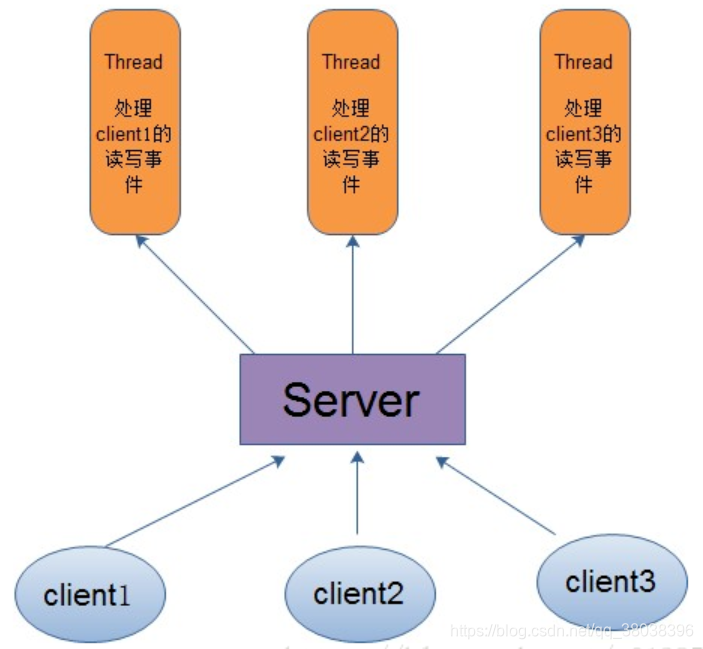 Thread
处理
client1的
读写事
件
Thread
处理
client2的
读写事
件
Thread
处理
client3的
读写事
件
Server
client1
client2
client3
https://blog.csdn.net/qq_38038396